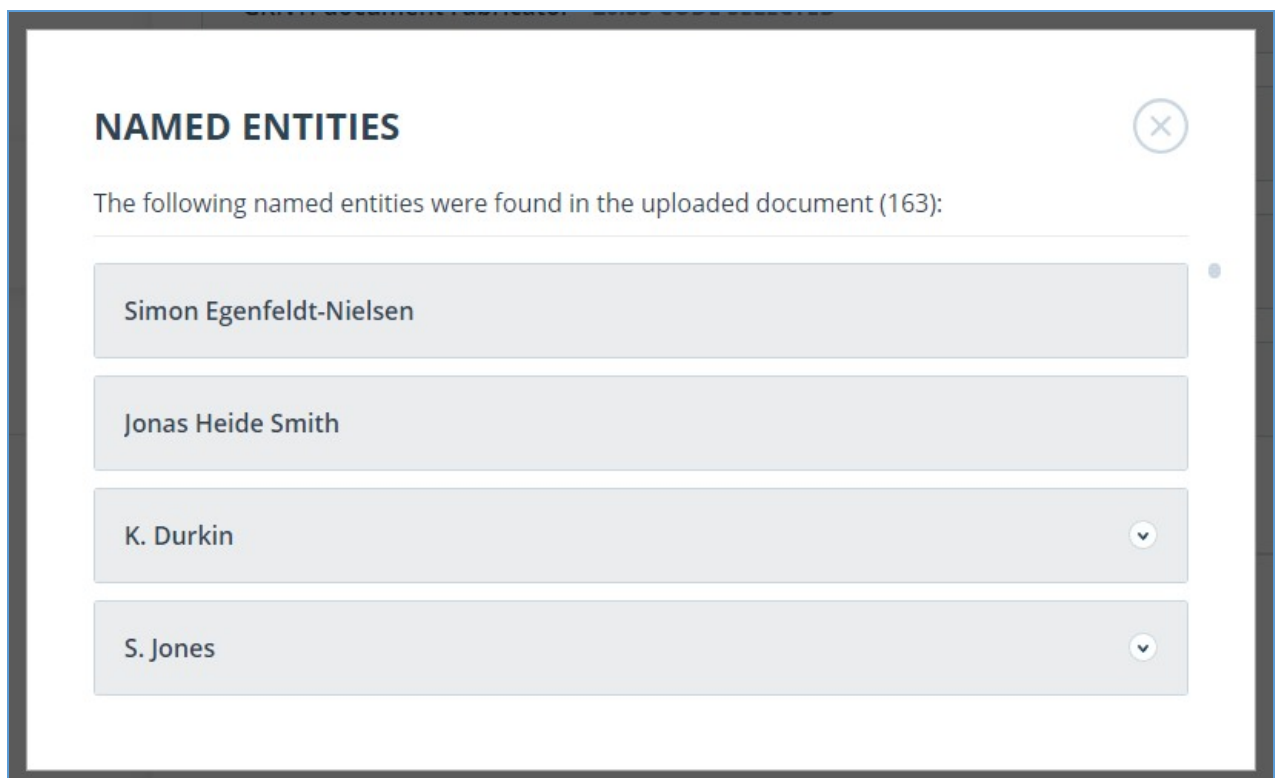 NAMED ENTITIES
The following named entities were found in the uploaded document (163):
Simon Egenfeldt-Nielsen
Jonas Heide Smith
K. Durkin
S. Jones